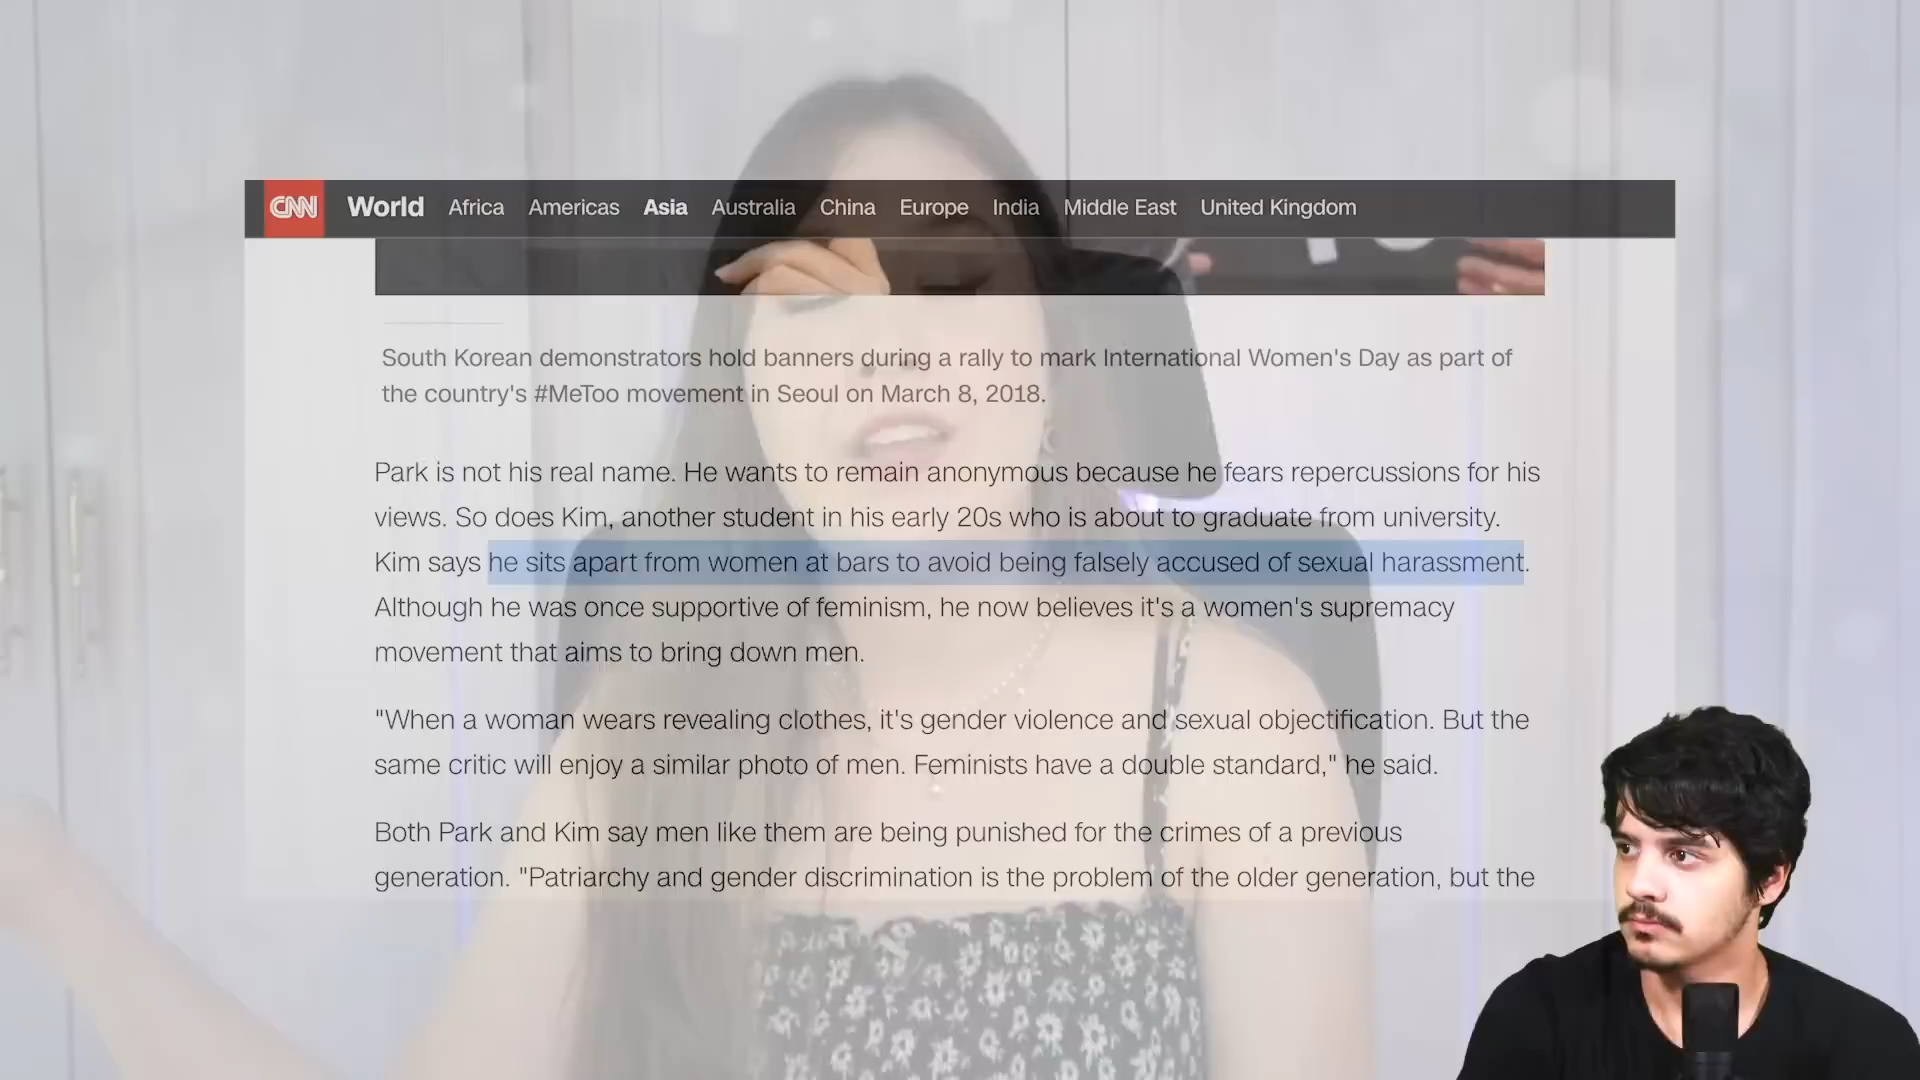 CNN World Africa Americas Asia Australia China Europe India Middle East United Kingdom
South Korean demonstrators hold banners during a rally to mark International Women's Day as part of
the country's #MeToo movement in Seoul on March 8, 2018.
Park is not his real name. He wants to remain anonymous because he fears repercussions for his
views. So does Kim, another student in his early 20s who is about to graduate from university.
Kim says he sits apart from women at bars to avoid being falsely accused of sexual harassment.
Although he was once supportive of feminism, he now believes it's a women's supremacy
movement that aims to bring down men.
"When a woman wears revealing clothes, it's gender violence and sexual objectification. But the
same critic will enjoy a similar photo of men. Feminists have a double standard," he said.
Both Park and Kim say men like them are being punished for the crimes of a previous
generation. "Patriarchy and gender discrimination is the problem of the older generation, but the